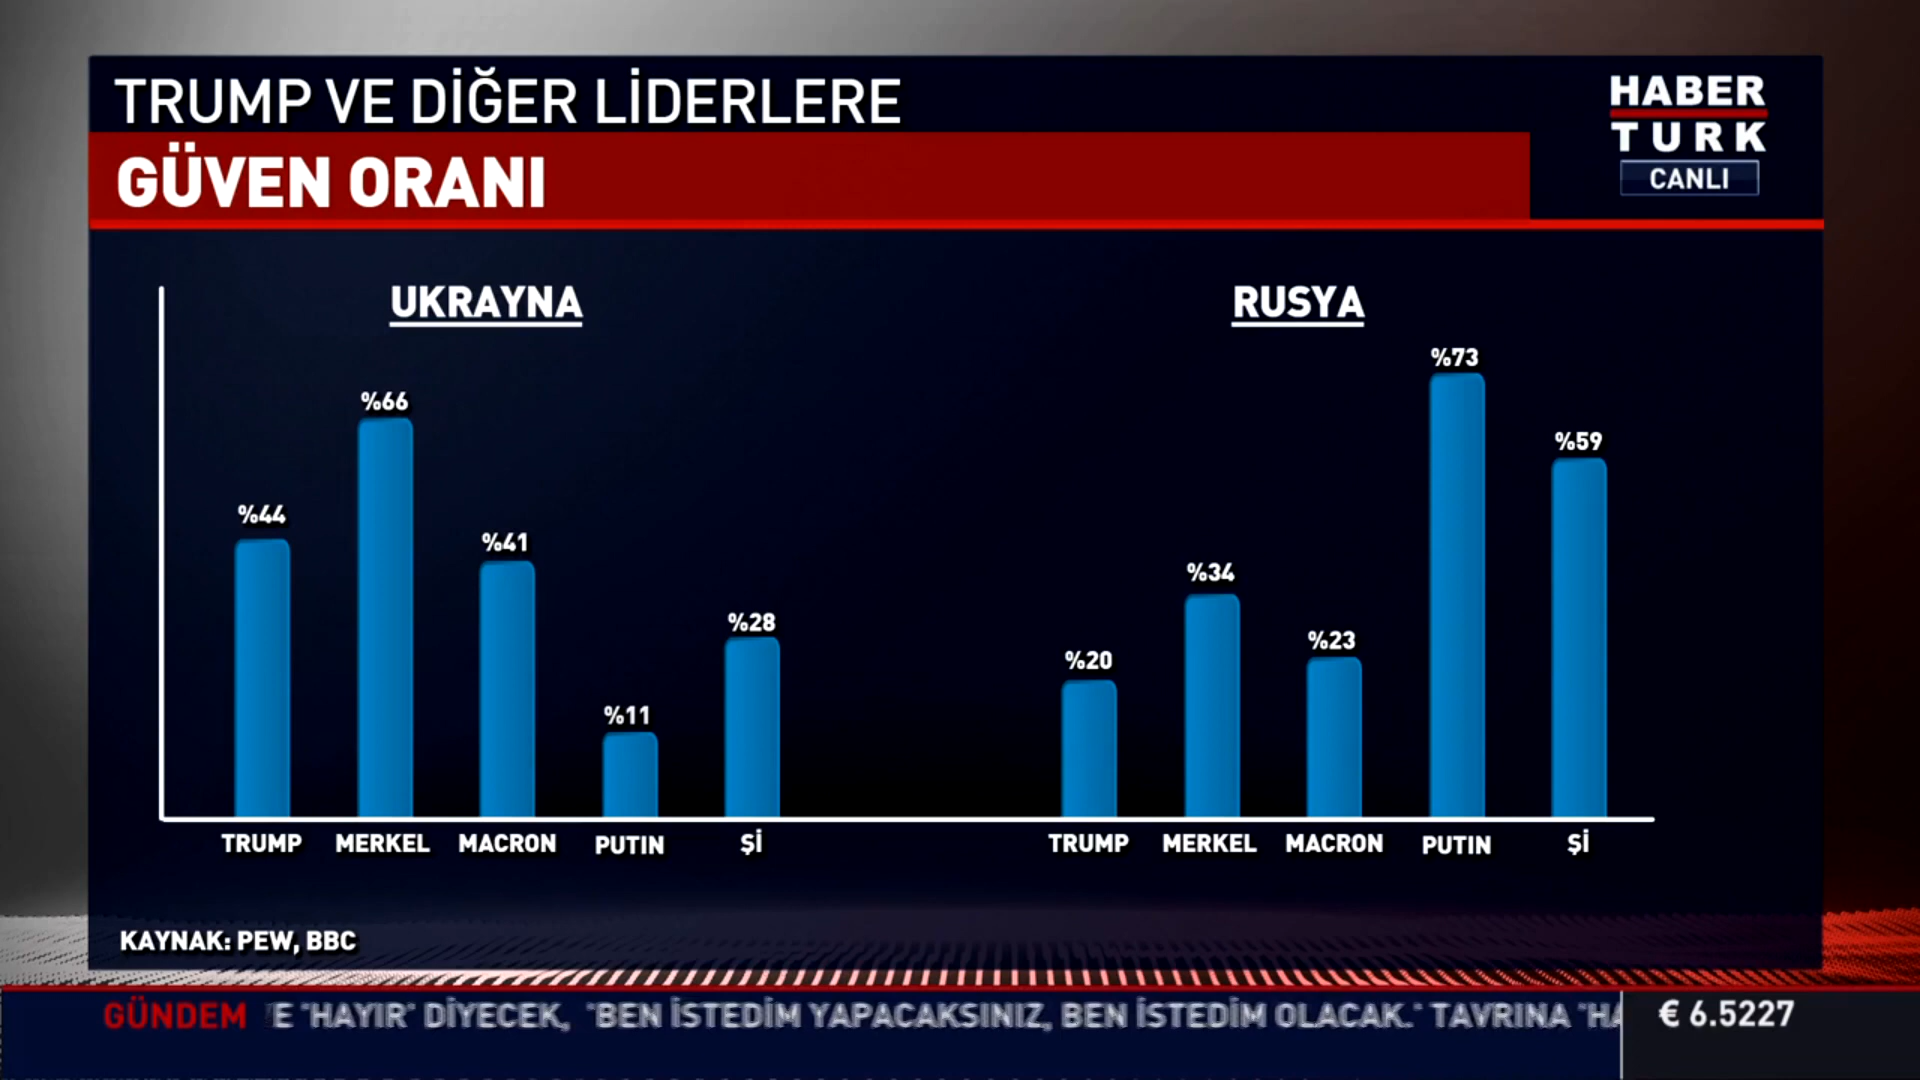 TRUMP VE DİĞER LİDERLERE
GÜVEN ORANI
HABER
TURK
CANLI
UKRAYNA
%44
%66
%41
%11
%28
TRUMP MERKEL MACRON PUTIN Şİ
RUSYA
%20
%34
%23
%73
%59
TRUMP MERKEL MACRON PUTIN Şİ
KAYNAK: PEW, BBC
GÜNDEM E "HAYIR" DİYECEK, "BEN İSTEDİM YAPACAKSINIZ, BEN İSTEDİM OLACAK." TAVRINA "HA
€ 6.5227